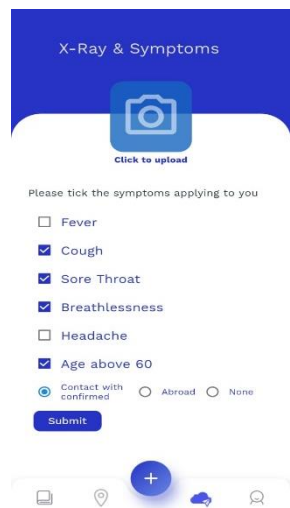 X-Ray & Symptoms
Click to upload
Please tick the symptoms applying to you
Fever
Cough
Sore Throat
Breathlessness
Headache
Age above 60
Contact with
confirmed
Abroad
None
Submit